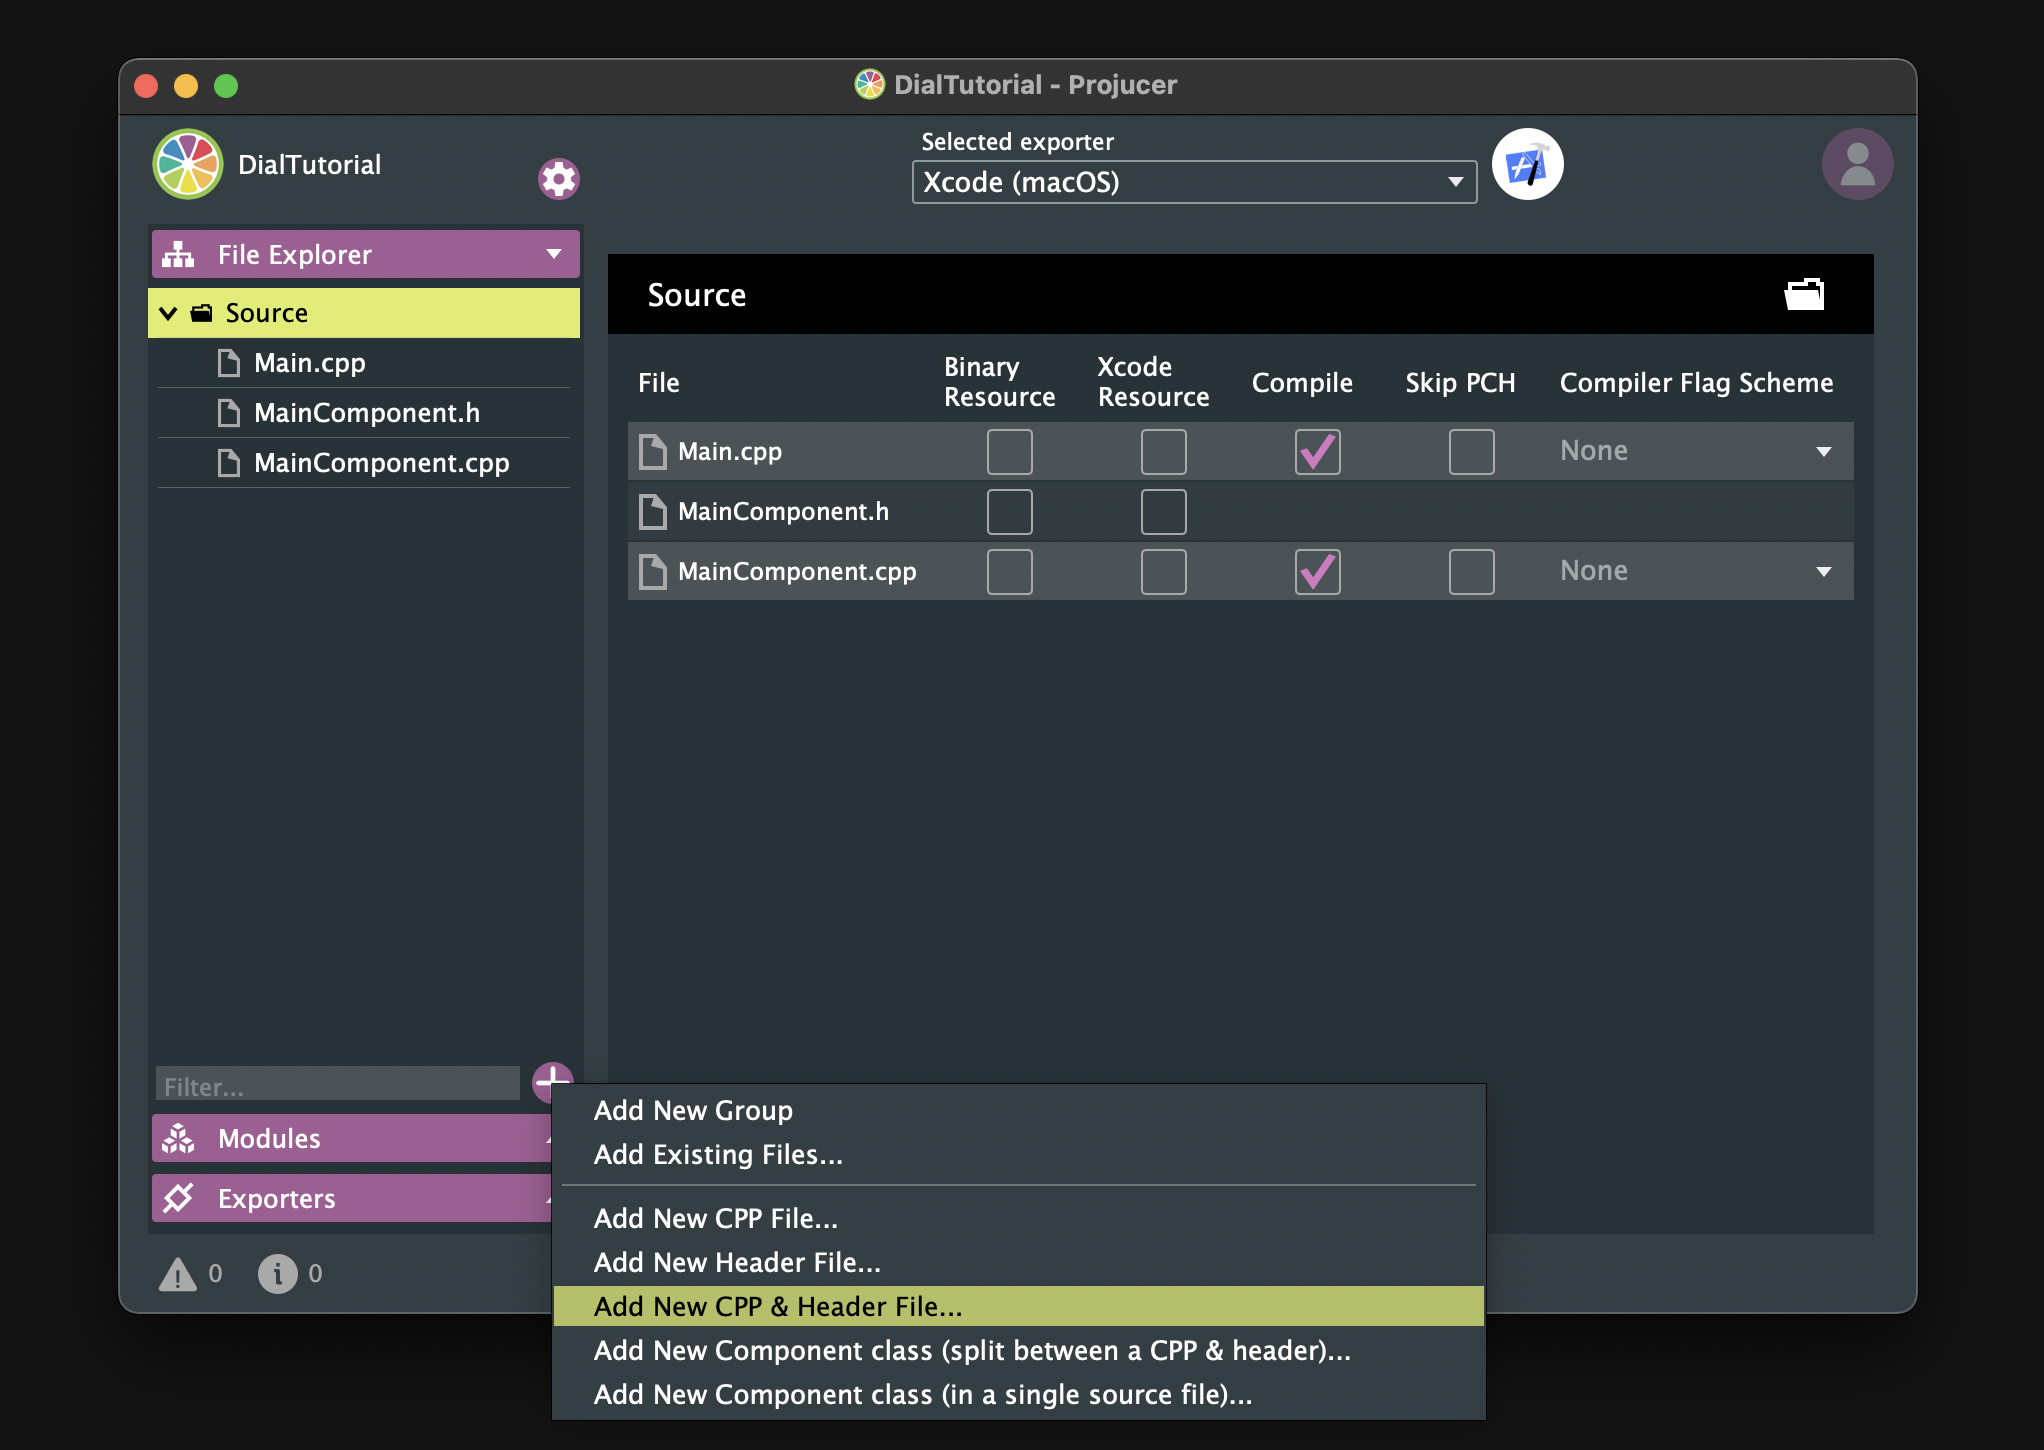 DialTutorial - Projucer
DialTutorial
Selected exporter
Xcode (macOS)
File Explorer
Source
Main.cpp
MainComponent.h
MainComponent.cpp
Filter...
Modules
Exporters
0
0
Source
File
Binary Resource
Xcode Resource
Compile
Skip PCH
Compiler Flag Scheme
Main.cpp
None
MainComponent.h
MainComponent.cpp
None
Add New Group
Add Existing Files...
Add New CPP File...
Add New Header File...
Add New CPP & Header File...
Add New Component class (split between a CPP & header)...
Add New Component class (in a single source file)...